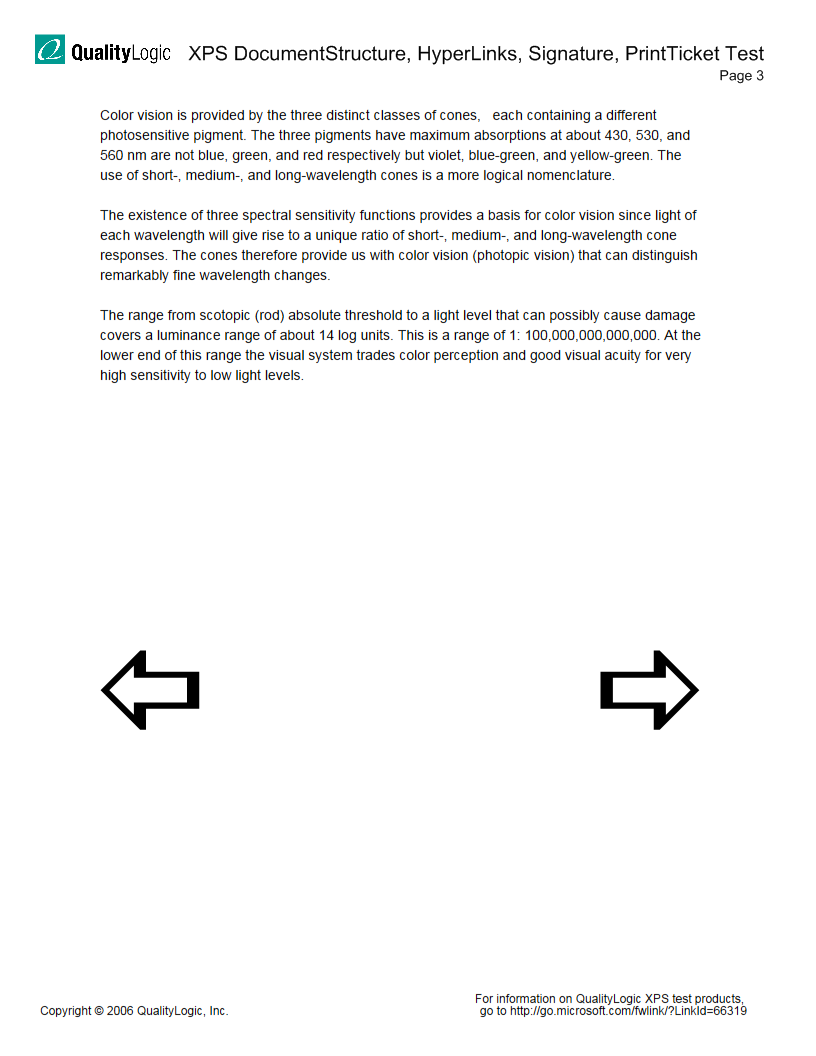 QualityLogic XPS DocumentStructure, HyperLinks, Signature, PrintTicket Test
Page 3
Color vision is provided by the three distinct classes of cones,   each containing a different
photosensitive pigment. The three pigments have maximum absorptions at about 430, 530, and
560 nm are not blue, green, and red respectively but violet, blue-green, and yellow-green. The
use of short-, medium-, and long-wavelength cones is a more logical nomenclature.
The existence of three spectral sensitivity functions provides a basis for color vision since light of
each wavelength will give rise to a unique ratio of short-, medium-, and long-wavelength cone
responses. The cones therefore provide us with color vision (photopic vision) that can distinguish
remarkably fine wavelength changes.
The range from scotopic (rod) absolute threshold to a light level that can possibly cause damage
covers a luminance range of about 14 log units. This is a range of 1: 100,000,000,000,000. At the
lower end of this range the visual system trades color perception and good visual acuity for very
high sensitivity to low light levels.
Copyright © 2006 QualityLogic, Inc.
For information on QualityLogic XPS test products,
go to http://go.microsoft.com/fwlink/?LinkId=66319